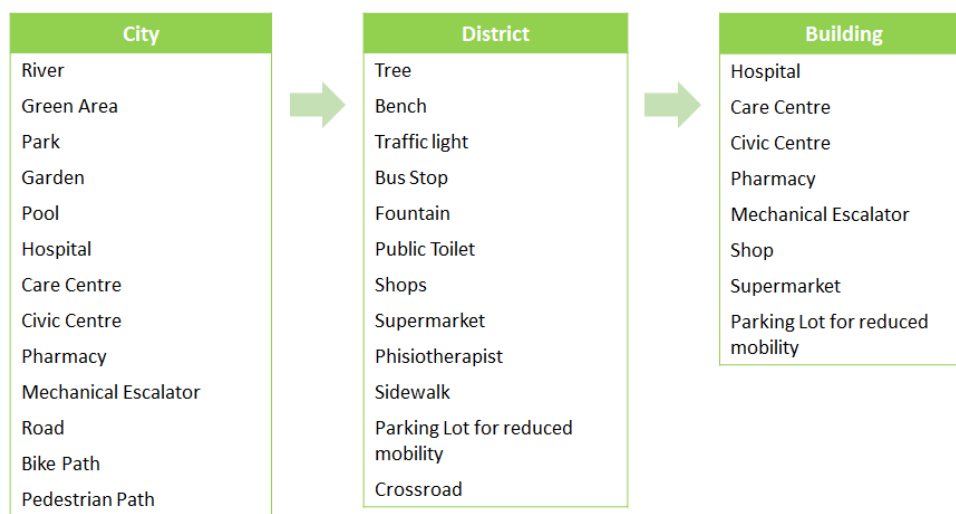 City
River
Green Area
Park
Garden
Pool
Hospital
Care Centre
Civic Centre
Pharmacy
Mechanical Escalator
Road
Bike Path
Pedestrian Path
District
Tree
Bench
Traffic light
Bus Stop
Fountain
Public Toilet
Shops
Supermarket
Phisiotherapist
Sidewalk
Parking Lot for reduced
mobility
Crossroad
Building
Hospital
Care Centre
Civic Centre
Pharmacy
Mechanical Escalator
Shop
Supermarket
Parking Lot for reduced
mobility